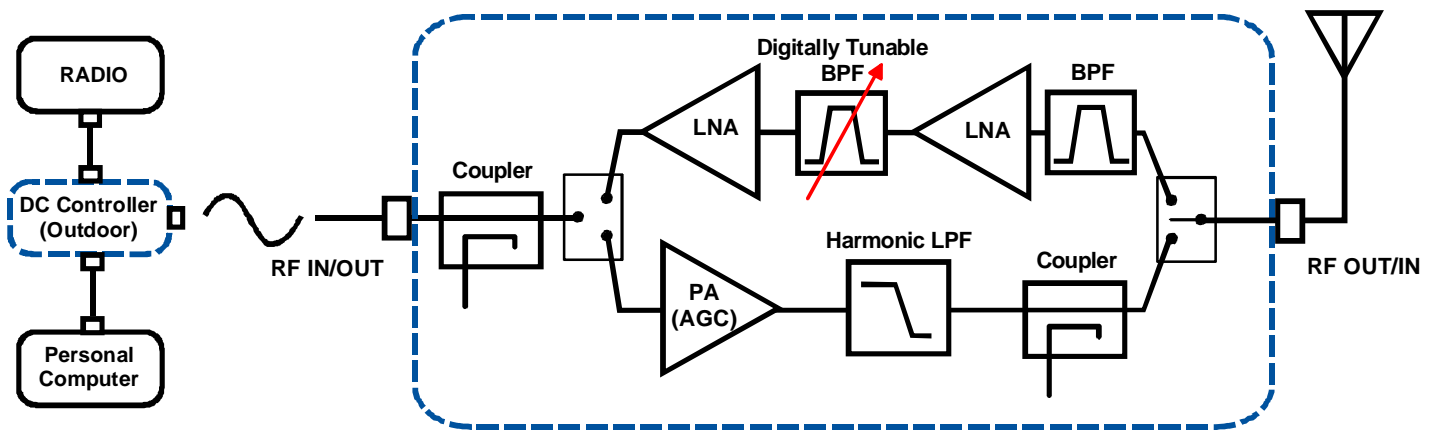 RADIO
DC Controller
(Outdoor)
Personal
Computer
RF IN/OUT
Coupler
LNA
Digitally Tunable
BPF
LNA
BPF
PA
(AGC)
Harmonic LPF
Coupler
RF OUT/IN